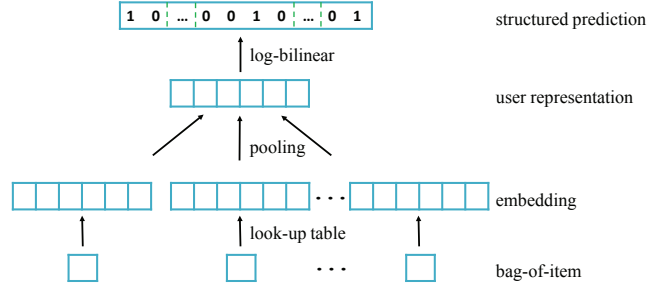 1 0 ... 0 0 1 0 ... 0 1 structured prediction
log-bilinear
user representation
pooling
... embedding
look-up table
... bag-of-item